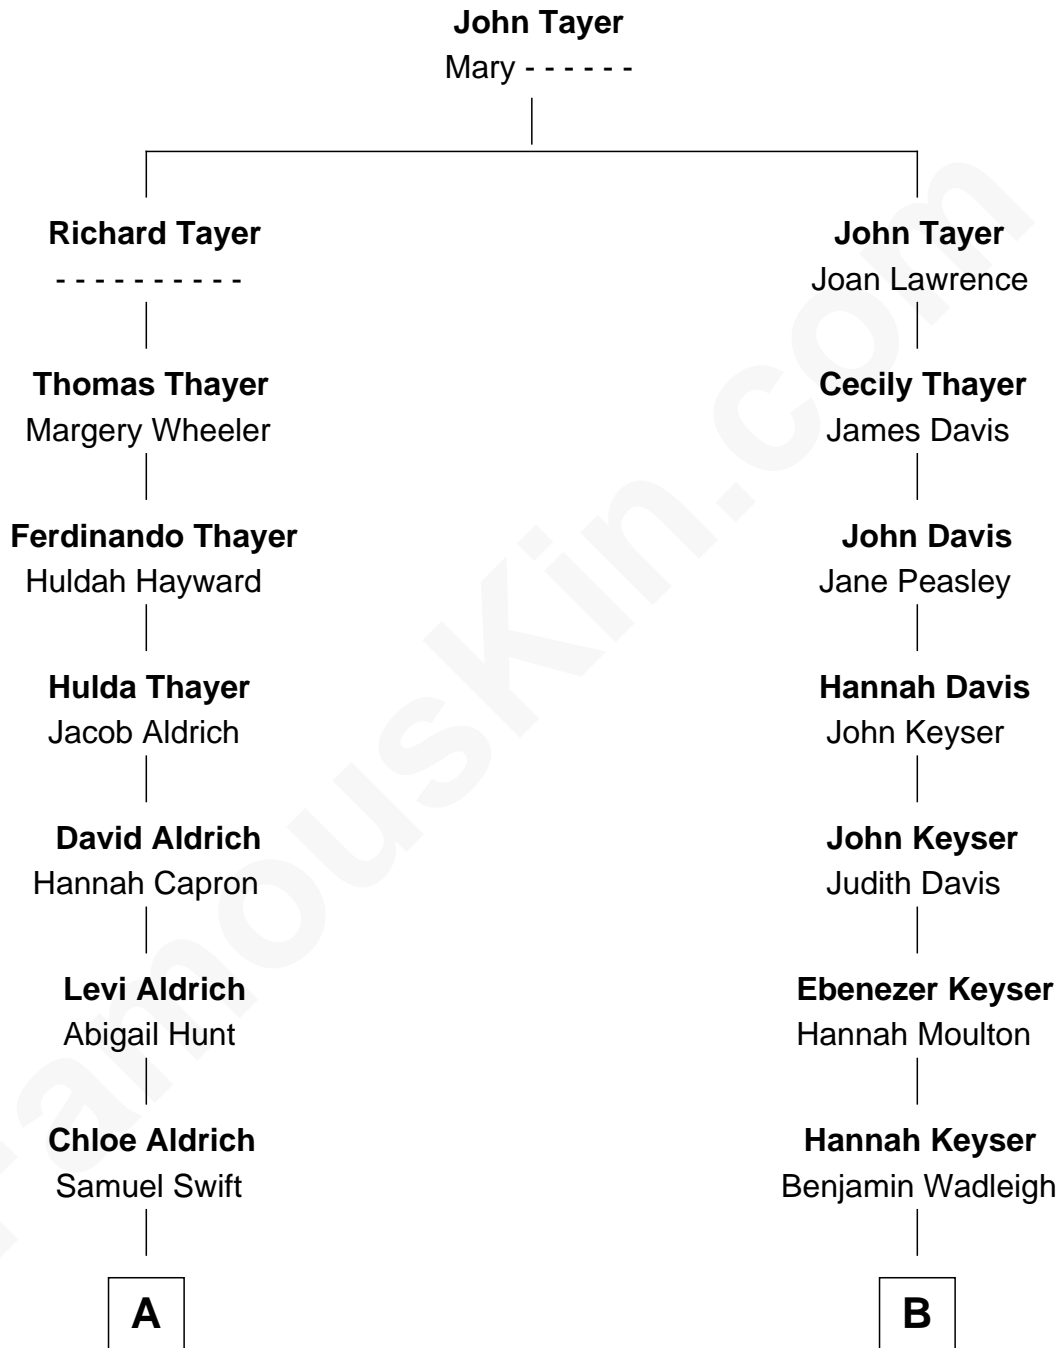 John Tayer
Mary - - - - - -
Richard Tayer
- - - - - - - - - -
John Tayer
Joan Lawrence
Thomas Thayer
Margery Wheeler
Cecily Thayer
James Davis
Ferdinando Thayer
Huldah Hayward
John Davis
Jane Peasley
Hulda Thayer
Jacob Aldrich
Hannah Davis
John Keyser
David Aldrich
Hannah Capron
John Keyser
Judith Davis
Levi Aldrich
Abigail Hunt
Ebenezer Keyser
Hannah Moulton
Chloe Aldrich
Samuel Swift
Hannah Keyser
Benjamin Wadleigh
A
B
FamousKin.com